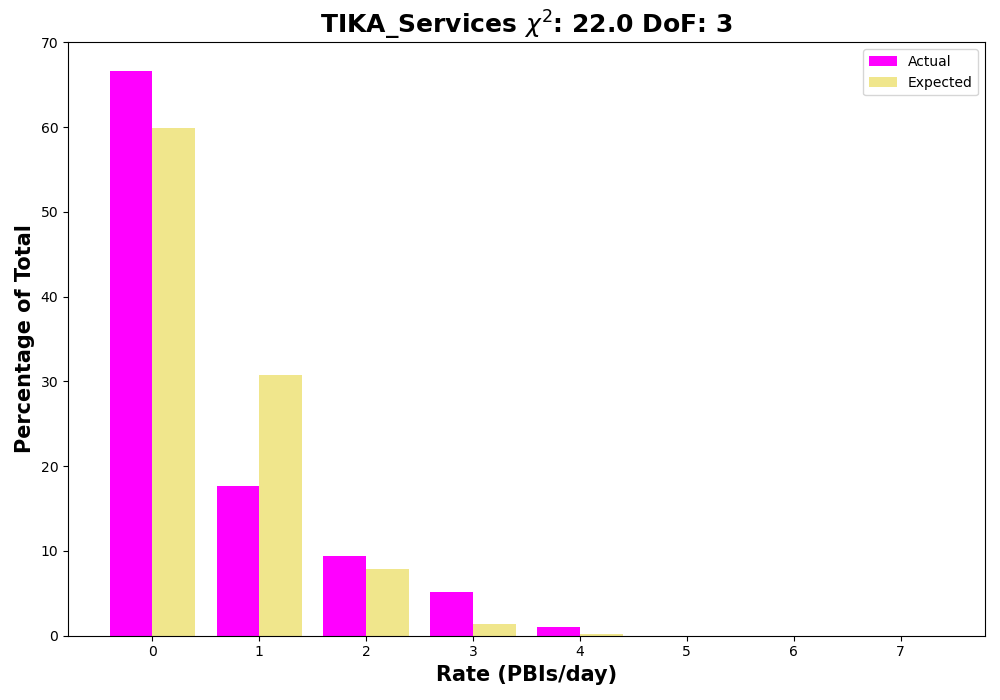 TIKA_Services χ²: 22.0 DoF: 3
Actual
Expected
Percentage of Total
70
60
50
40
30
20
10
0
0 1 2 3 4 5 6 7
Rate (PBIs/day)